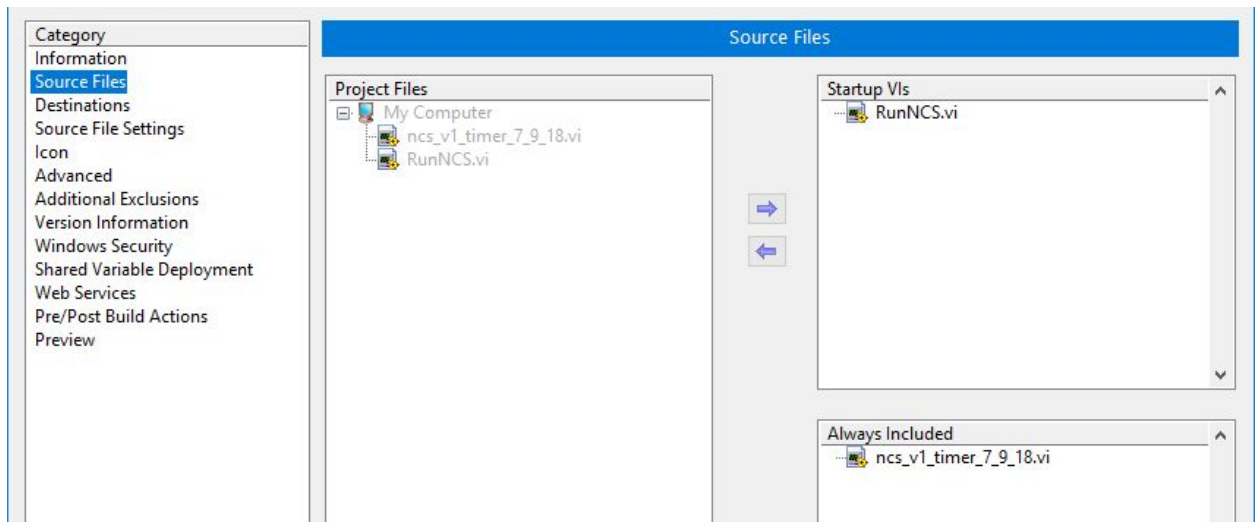 Category
Information
Source Files
Destinations
Source File Settings
Icon
Advanced
Additional Exclusions
Version Information
Windows Security
Shared Variable Deployment
Web Services
Pre/Post Build Actions
Preview
Source Files
Project Files
My Computer
ncs_v1_timer_7_9_18.vi
RunNCS.vi
Startup VIs
RunNCS.vi
Always Included
ncs_v1_timer_7_9_18.vi